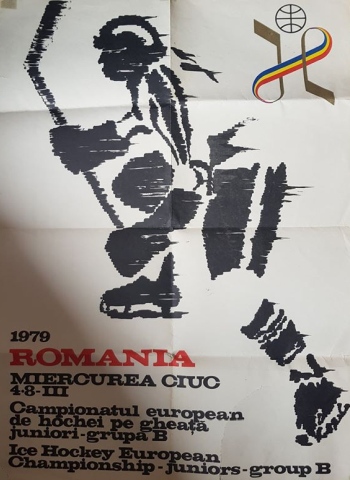 1979
ROMANIA
MIERCUREA CIUC
4-8-III
Campionatul european
de hochei pe gheață
juniori-grupa B
Ice Hockey European
Championship-juniors-group B